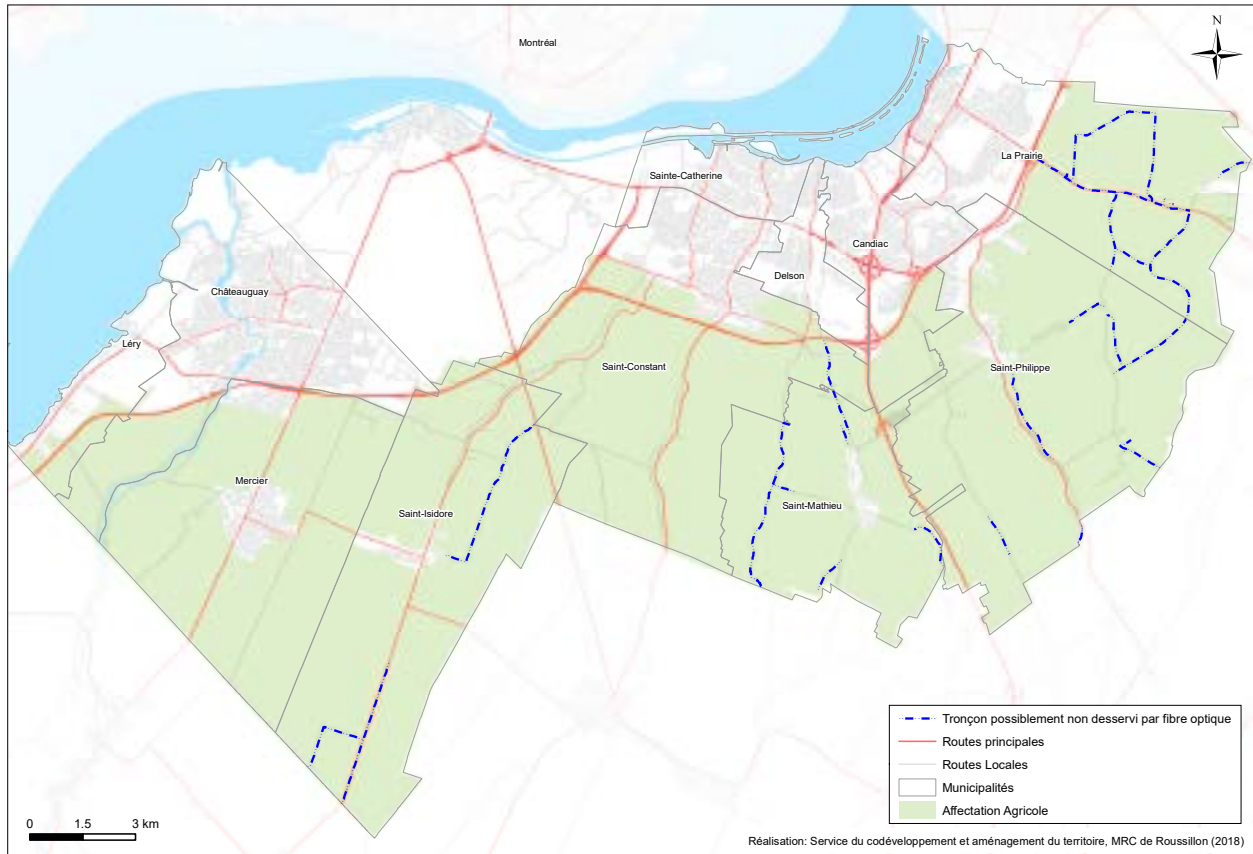 Montréal
N
La Prairie
Sainte-Catherine
Candiac
Delson
Châteauguay
Léry
Saint-Constant
Saint-Philippe
Mercier
Saint-Isidore
Saint-Mathieu
Tronçon possiblement non desservi par fibre optique
Routes principales
Routes Locales
Municipalités
Affectation Agricole
0 1.5 3 km
Réalisation: Service du codéveloppement et aménagement du territoire, MRC de Roussillon (2018)